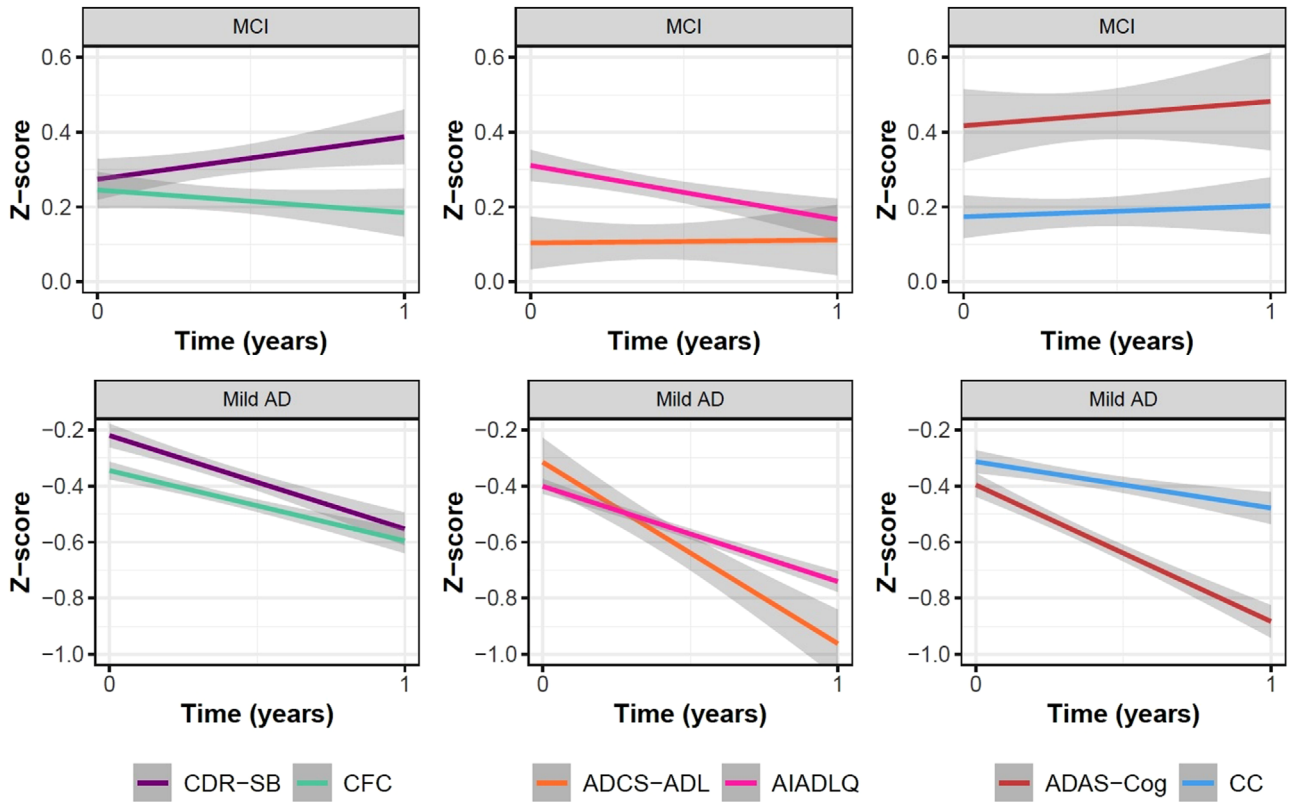 MCI
MCI
MCI
Z−score
0.6
0.4
0.2
0.0
0
1
Time (years)
Z−score
0.6
0.4
0.2
0.0
0
1
Time (years)
Z−score
0.6
0.4
0.2
0.0
0
1
Time (years)
Mild AD
Mild AD
Mild AD
Z−score
−0.2
−0.4
−0.6
−0.8
−1.0
0
1
Time (years)
Z−score
−0.2
−0.4
−0.6
−0.8
−1.0
0
1
Time (years)
Z−score
−0.2
−0.4
−0.6
−0.8
−1.0
0
1
Time (years)
CDR−SB CFC
ADCS−ADL AIADLQ
ADAS−Cog CC